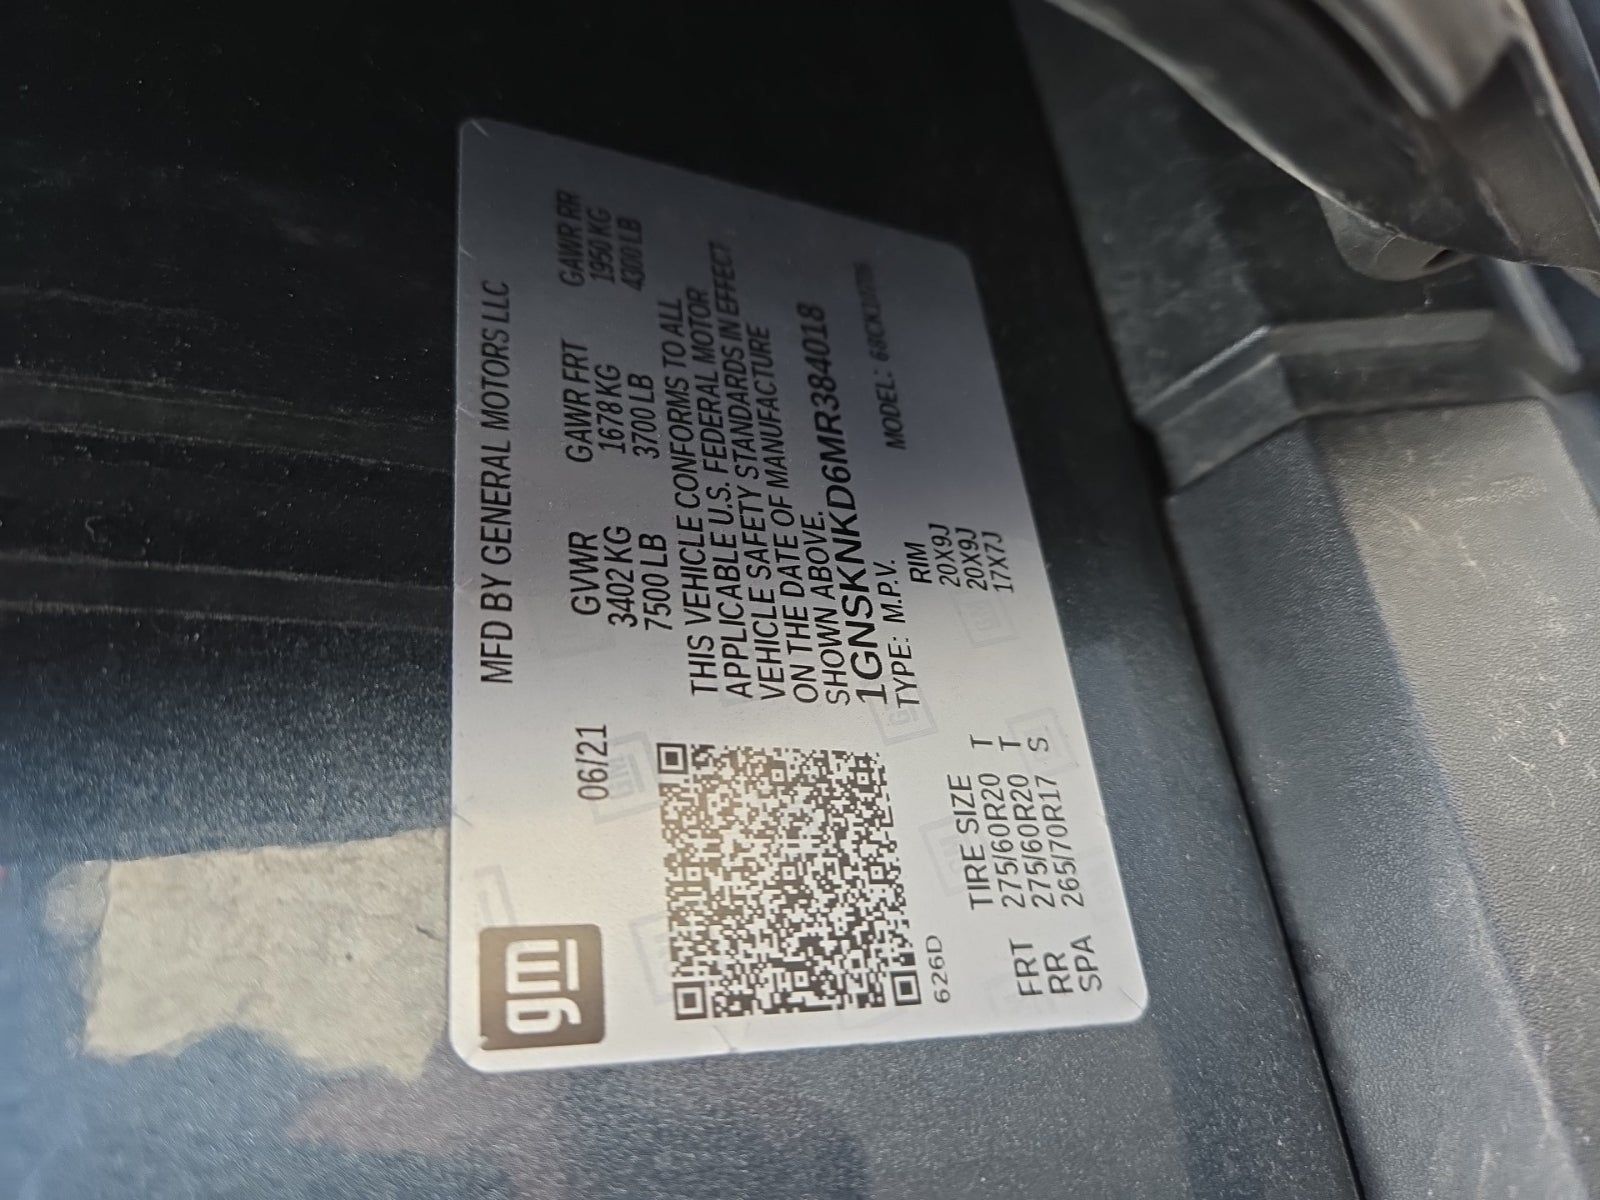 gm
MFD BY GENERAL MOTORS LLC
06/21
GVWR GAWR FRT GAWR RR
3402 KG 1678 KG 1950 KG
7500 LB 3700 LB 4300 LB
THIS VEHICLE CONFORMS TO ALL
APPLICABLE U.S. FEDERAL MOTOR
VEHICLE SAFETY STANDARDS IN EFFECT
ON THE DATE OF MANUFACTURE
SHOWN ABOVE.
1GNSKNKD6MR384018
TYPE: M.P.V. MODEL:
626D
TIRE SIZE RIM
FRT 275/60R20 T 20X9J
RR 275/60R20 T 20X9J
SPA 265/70R17 S 17X7J